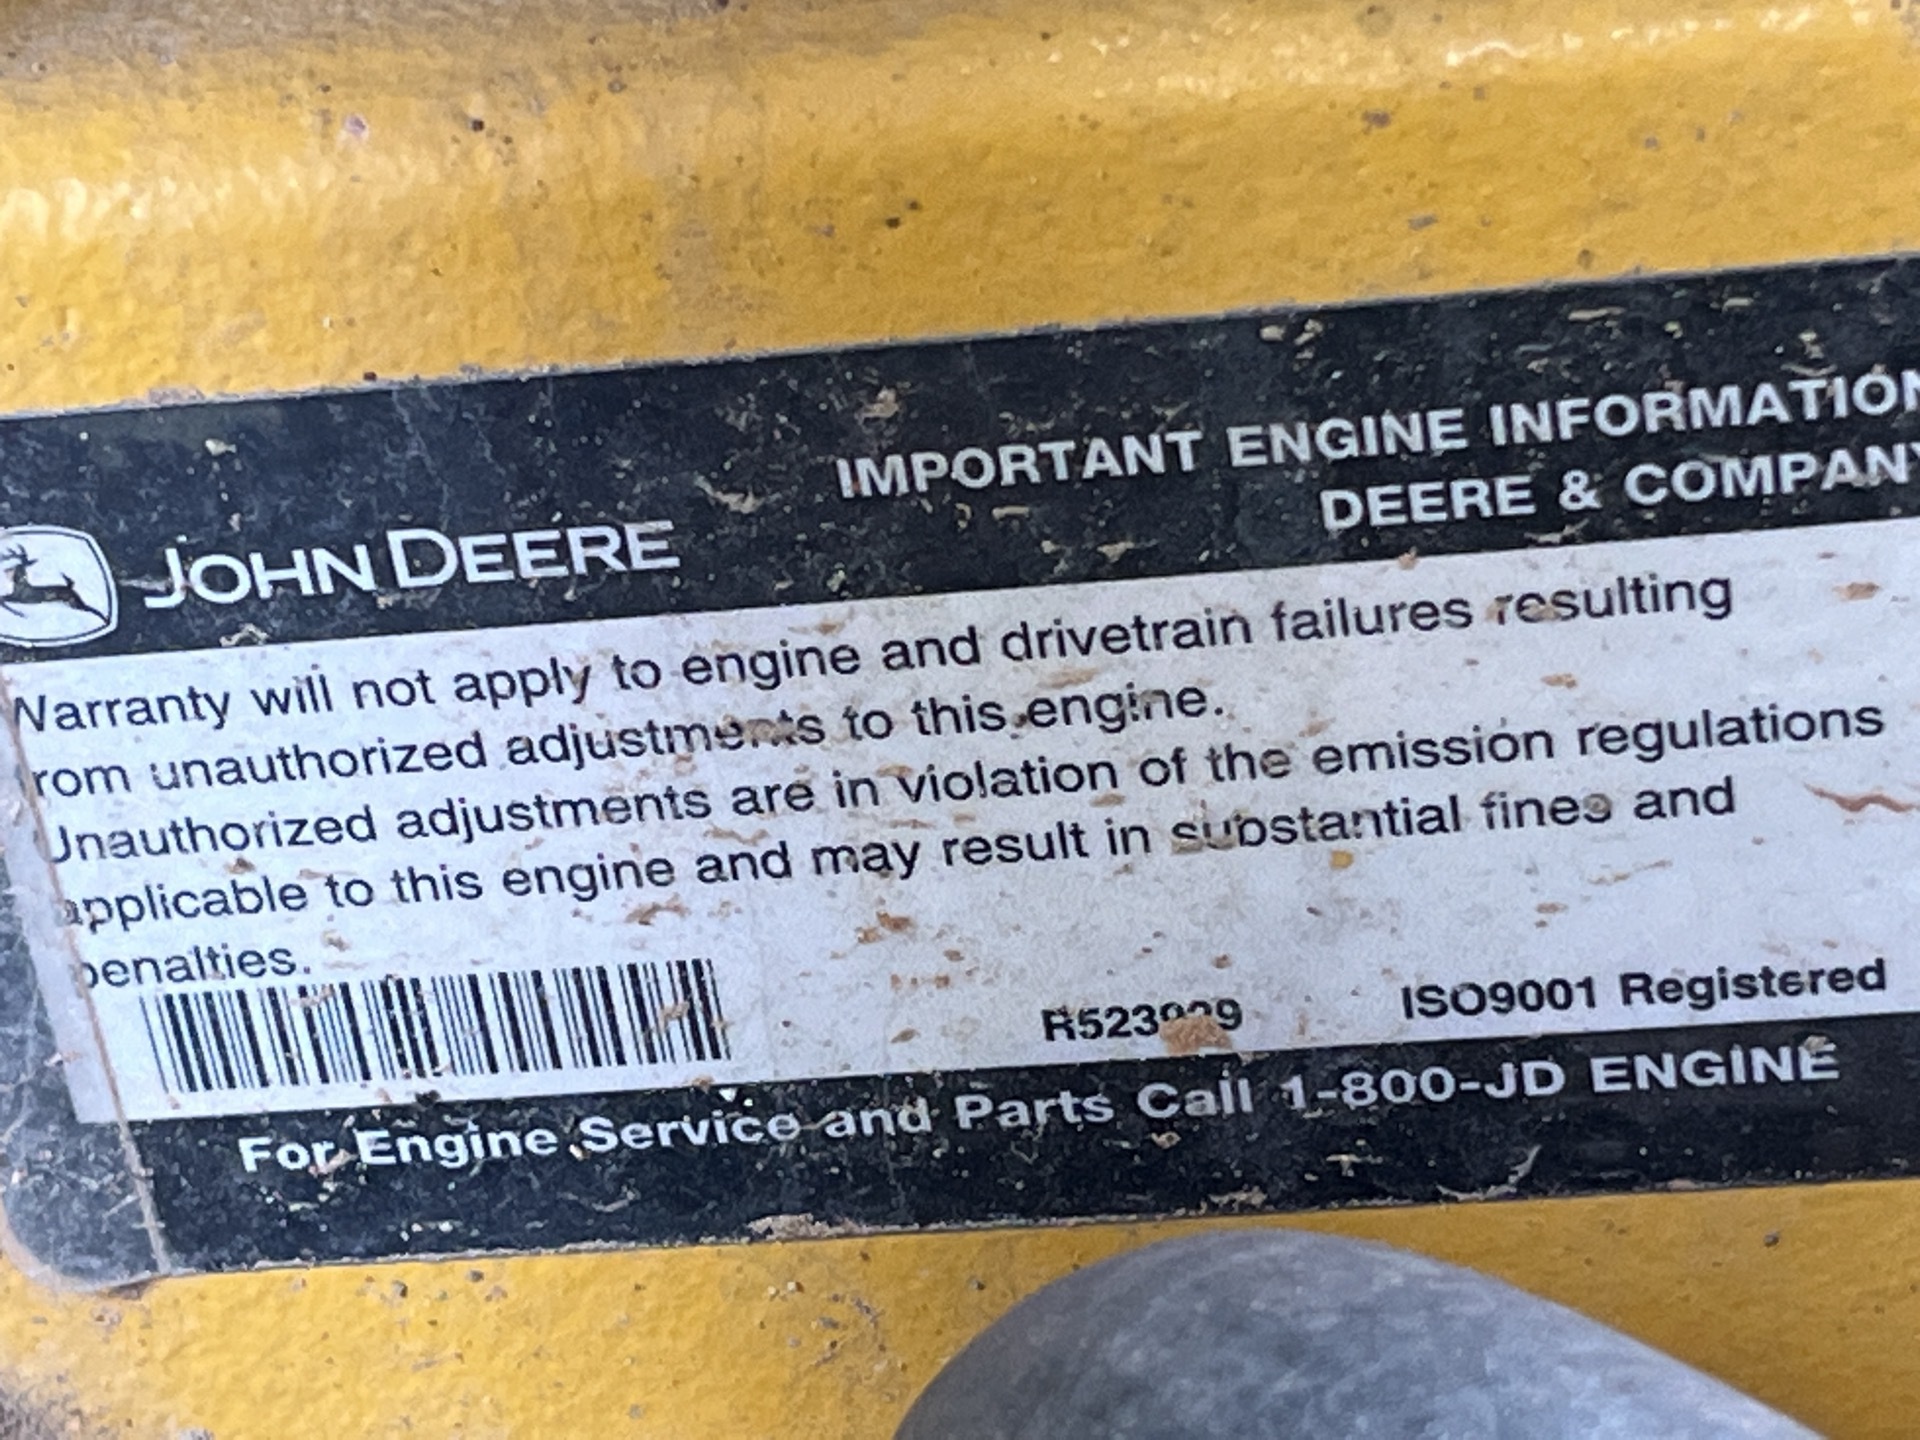 IMPORTANT ENGINE INFORMATION
DEERE & COMPANY
JOHN DEERE
Warranty will not apply to engine and drivetrain failures resulting
rom unauthorized adjustments to this engine.
Unauthorized adjustments are in violation of the emission regulations
applicable to this engine and may result in substantial fines and
penalties.
ISO9001 Registered
For Engine Service and Parts Call 1-800-JD ENGINE